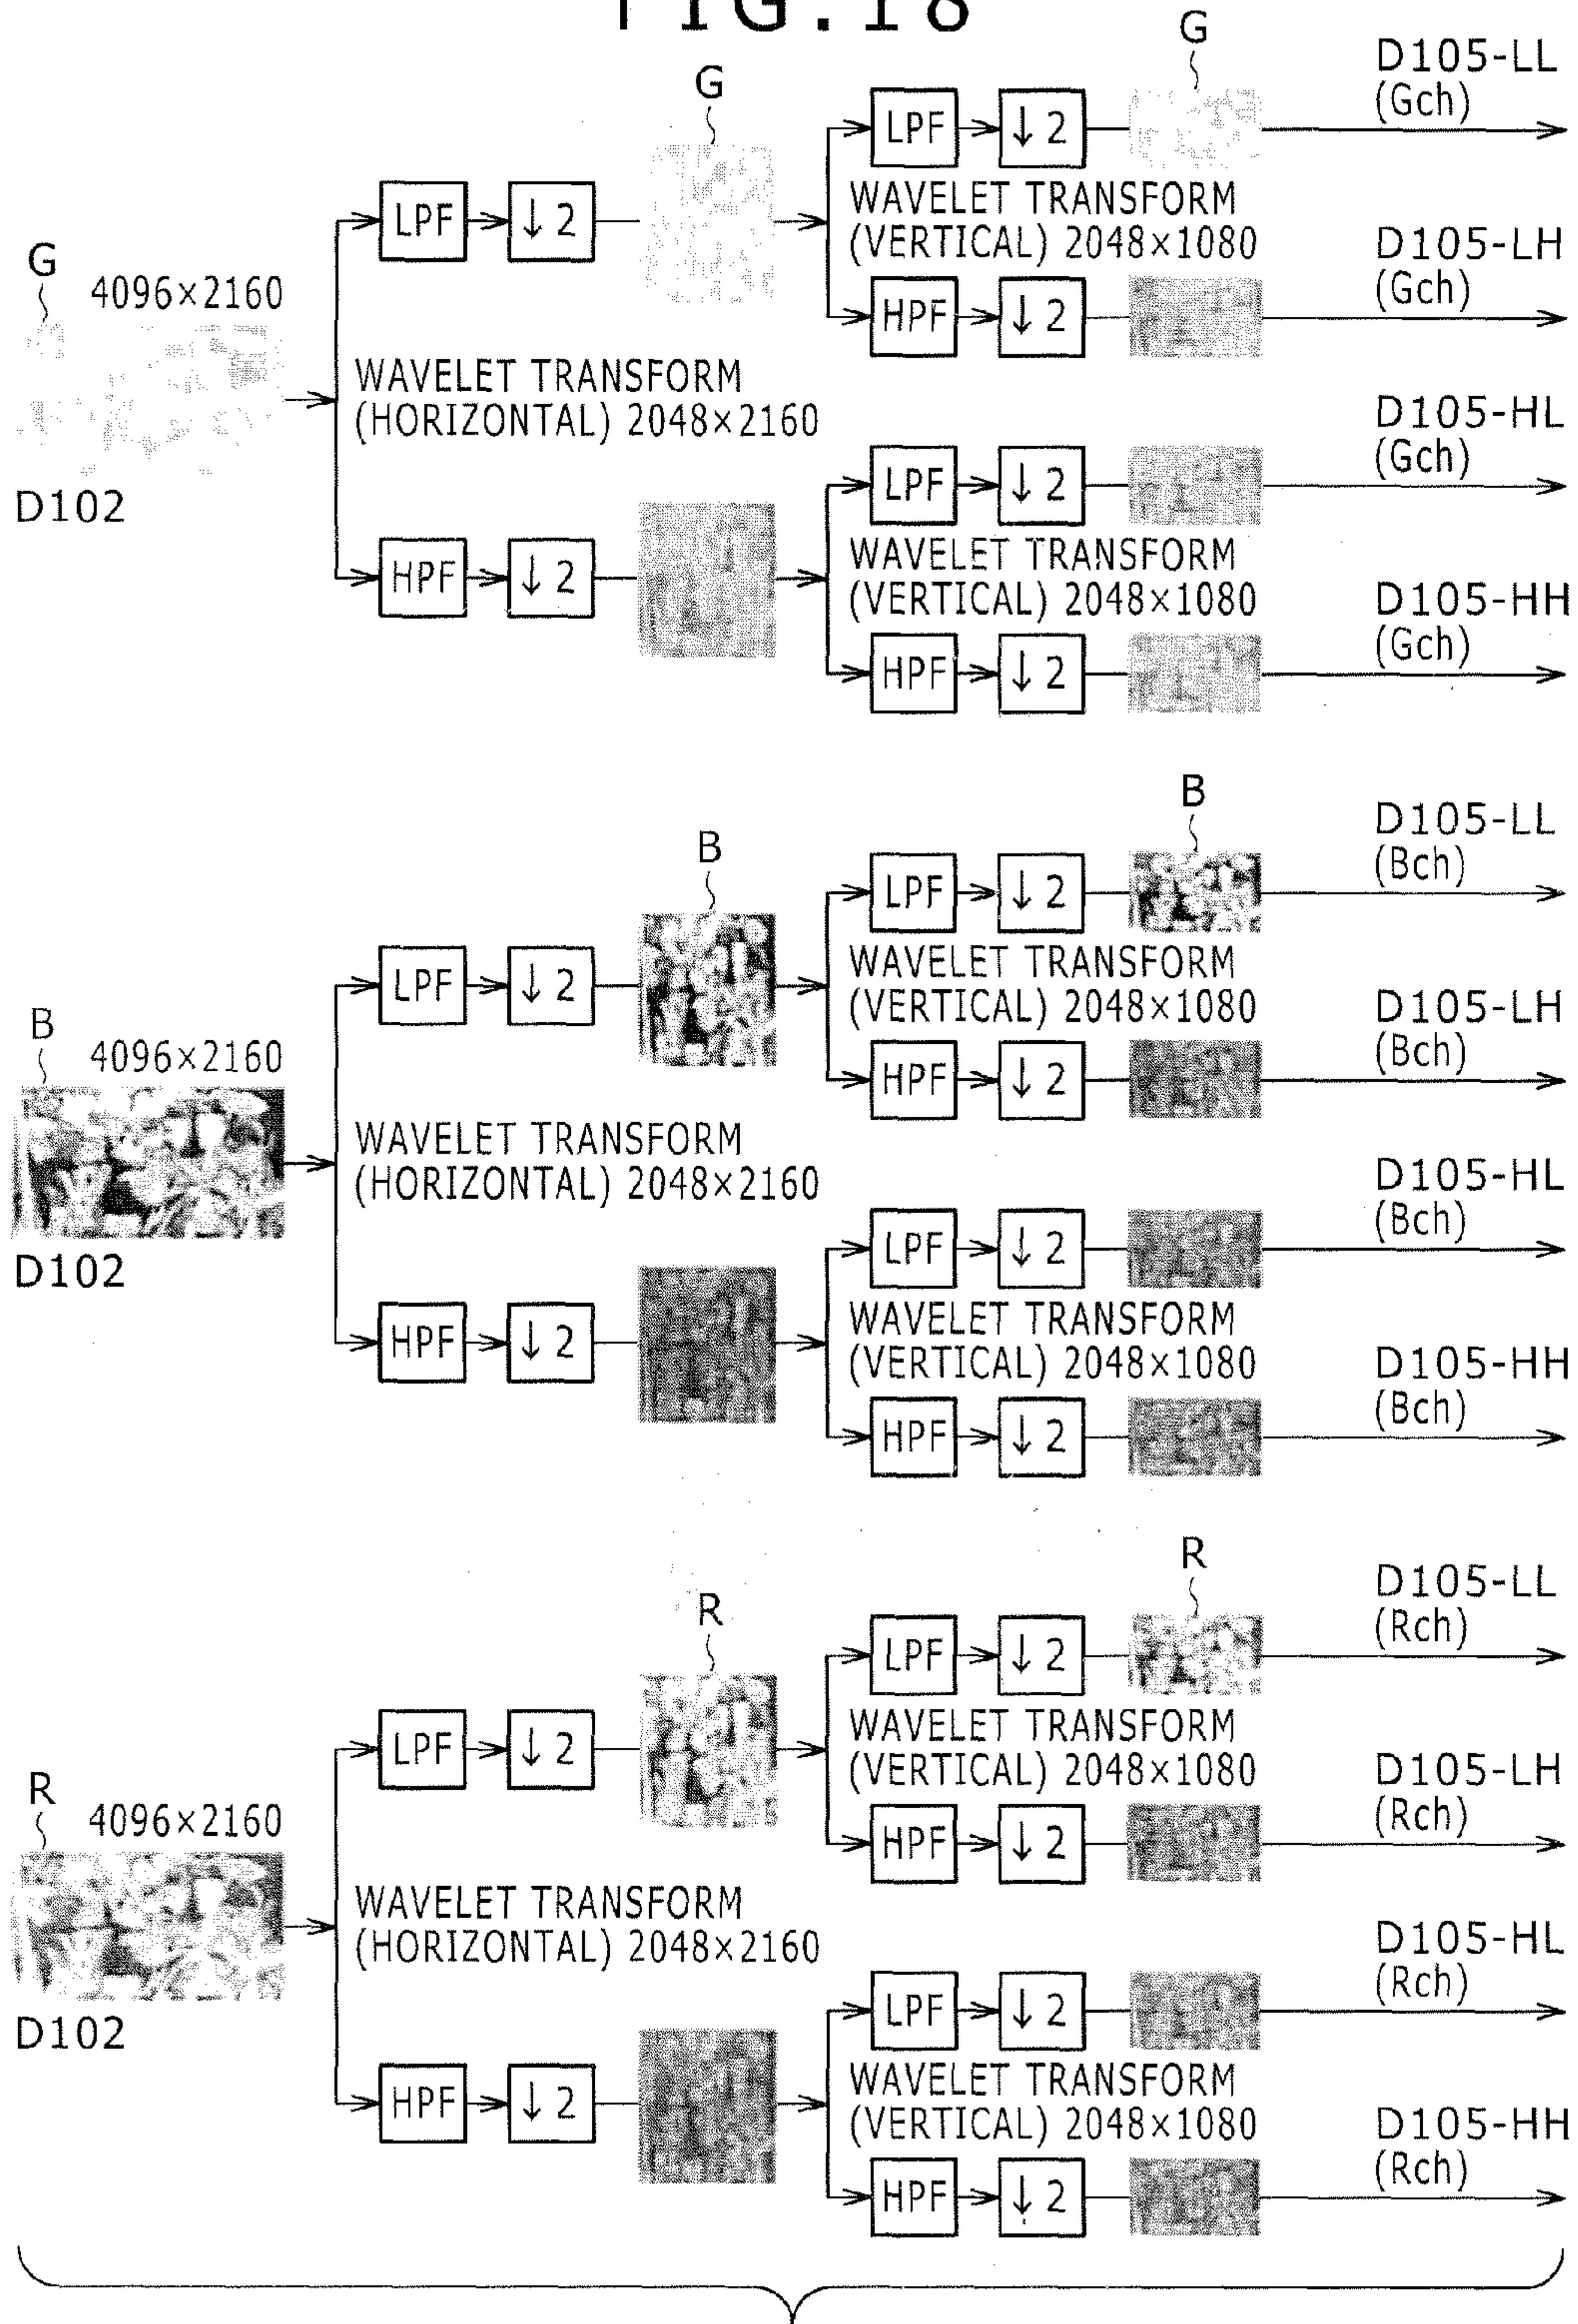 FIG.18
G
4096×2160
D102
WAVELET TRANSFORM
(HORIZONTAL) 2048×2160
LPF
↓2
G
HPF
↓2
LPF
↓2
G
D105-LL
(Gch)
WAVELET TRANSFORM
(VERTICAL) 2048×1080
HPF
↓2
D105-LH
(Gch)
LPF
↓2
D105-HL
(Gch)
WAVELET TRANSFORM
(VERTICAL) 2048×1080
HPF
↓2
D105-HH
(Gch)
B
4096×2160
D102
WAVELET TRANSFORM
(HORIZONTAL) 2048×2160
LPF
↓2
B
HPF
↓2
LPF
↓2
B
D105-LL
(Bch)
WAVELET TRANSFORM
(VERTICAL) 2048×1080
HPF
↓2
D105-LH
(Bch)
LPF
↓2
D105-HL
(Bch)
WAVELET TRANSFORM
(VERTICAL) 2048×1080
HPF
↓2
D105-HH
(Bch)
R
4096×2160
D102
WAVELET TRANSFORM
(HORIZONTAL) 2048×2160
LPF
↓2
R
HPF
↓2
LPF
↓2
R
D105-LL
(Rch)
WAVELET TRANSFORM
(VERTICAL) 2048×1080
HPF
↓2
D105-LH
(Rch)
LPF
↓2
D105-HL
(Rch)
WAVELET TRANSFORM
(VERTICAL) 2048×1080
HPF
↓2
D105-HH
(Rch)